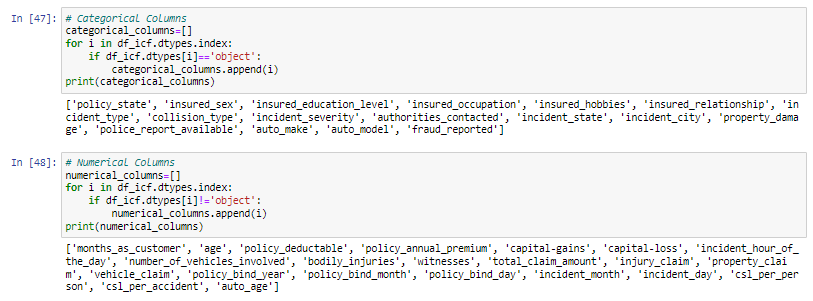 In [47]: # Categorical Columns
categorical_columns=[]
for i in df_icf.dtypes.index:
    if df_icf.dtypes[i]=='object':
        categorical_columns.append(i)
print(categorical_columns)
['policy_state', 'insured_sex', 'insured_education_level', 'insured_occupation', 'insured_hobbies', 'insured_relationship', 'in
cident_type', 'collision_type', 'incident_severity', 'authorities_contacted', 'incident_state', 'incident_city', 'property_dama
ge', 'police_report_available', 'auto_make', 'auto_model', 'fraud_reported']
In [48]: # Numerical Columns
numerical_columns=[]
for i in df_icf.dtypes.index:
    if df_icf.dtypes[i]!='object':
        numerical_columns.append(i)
print(numerical_columns)
['months_as_customer', 'age', 'policy_deductable', 'policy_annual_premium', 'capital-gains', 'capital-loss', 'incident_hour_of_
the_day', 'number_of_vehicles_involved', 'bodily_injuries', 'witnesses', 'total_claim_amount', 'injury_claim', 'property_clai
m', 'vehicle_claim', 'policy_bind_year', 'policy_bind_month', 'policy_bind_day', 'incident_month', 'incident_day', 'csl_per_per
son', 'csl_per_accident', 'auto_age']